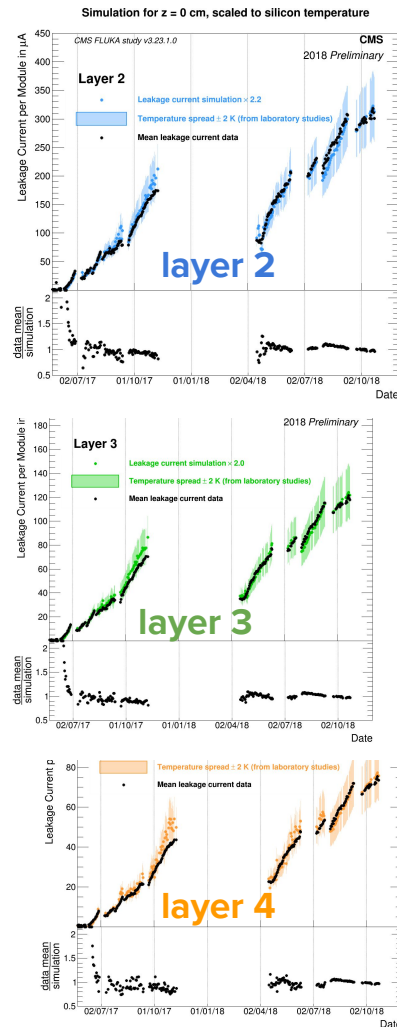 Simulation for z = 0 cm, scaled to silicon temperature
Leakage Current per Module in μA
450
400
350
300
250
200
150
100
50
CMS FLUKA study v3.23.1.0
CMS
2018 Preliminary
Layer 2
Leakage current simulation × 2.2
Temperature spread ± 2 K (from laboratory studies)
Mean leakage current data
layer 2
data mean
simulation
2
1.5
1
0.5
02/07/17 01/10/17 01/01/18 02/04/18 02/07/18 02/10/18
Date
Leakage Current per Module in
180
160
140
120
100
80
60
40
20
2018 Preliminary
Layer 3
Leakage current simulation × 2.0
Temperature spread ± 2 K (from laboratory studies)
Mean leakage current data
layer 3
data mean
simulation
2
1.5
1
0.5
02/07/17 01/10/17 01/01/18 02/04/18 02/07/18 02/10/18
Date
Leakage Current p
80
60
40
20
Temperature spread ± 2 K (from laboratory studies)
Mean leakage current data
layer 4
data mean
simulation
2
1.5
1
0.5
02/07/17 01/10/17 01/01/18 02/04/18 02/07/18 02/10/18